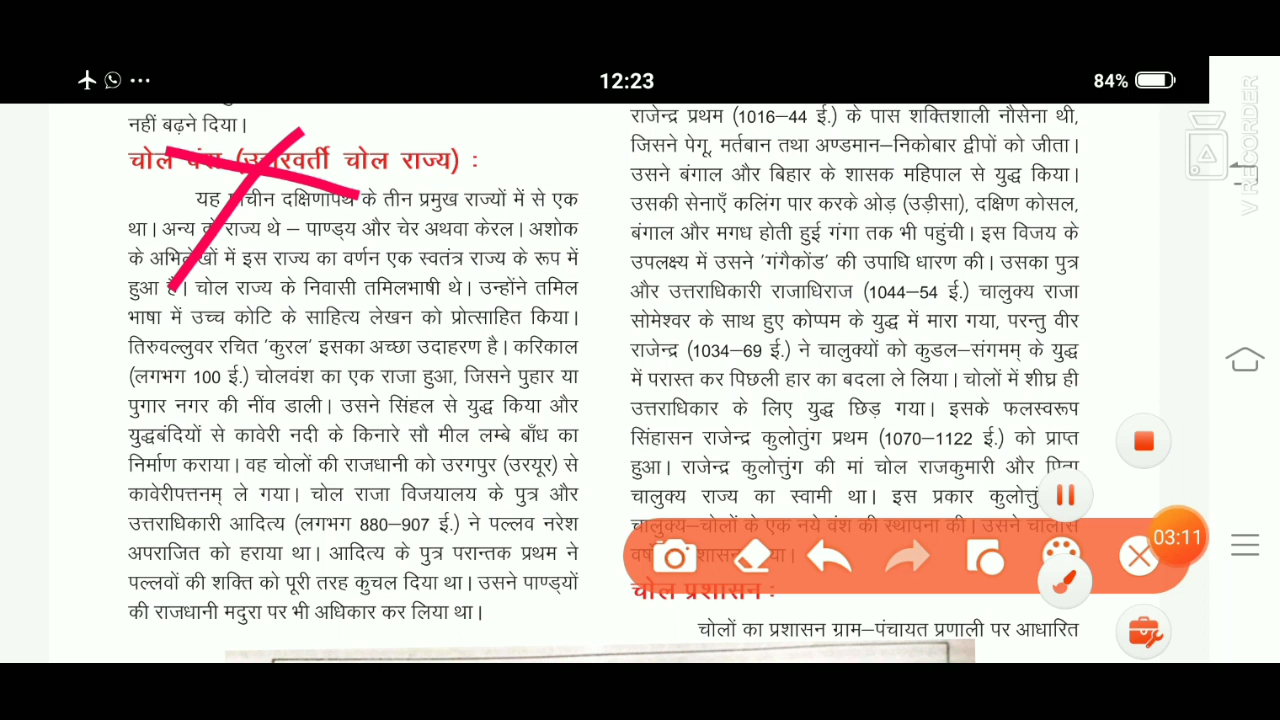 12:23
84%
नहीं बढ़ने दिया।
चोल वंश (उत्तरवर्ती चोल राज्य) :
यह प्राचीन दक्षिणापथ के तीन प्रमुख राज्यों में से एक
था। अन्य दो राज्य थे – पाण्ड्य और चेर अथवा केरल। अशोक
के अभिलेखों में इस राज्य का वर्णन एक स्वतंत्र राज्य के रूप में
हुआ है। चोल राज्य के निवासी तमिलभाषी थे। उन्होंने तमिल
भाषा में उच्च कोटि के साहित्य लेखन को प्रोत्साहित किया।
तिरुवल्लुवर रचित 'कुरल' इसका अच्छा उदाहरण है। करिकाल
(लगभग 100 ई.) चोलवंश का एक राजा हुआ, जिसने पुहार या
पुगार नगर की नींव डाली। उसने सिंहल से युद्ध किया और
युद्धबंदियों से कावेरी नदी के किनारे सौ मील लम्बे बाँध का
निर्माण कराया। वह चोलों की राजधानी को उरगपुर (उरयूर) से
कावेरीपत्तनम् ले गया। चोल राजा विजयालय के पुत्र और
उत्तराधिकारी आदित्य (लगभग 880–907 ई.) ने पल्लव नरेश
अपराजित को हराया था। आदित्य के पुत्र परान्तक प्रथम ने
पल्लवों की शक्ति को पूरी तरह कुचल दिया था। उसने पाण्ड्यों
की राजधानी मदुरा पर भी अधिकार कर लिया था।
राजेन्द्र प्रथम (1016–44 ई.) के पास शक्तिशाली नौसेना थी,
जिसने पेगू, मर्तबान तथा अण्डमान–निकोबार द्वीपों को जीता।
उसने बंगाल और बिहार के शासक महिपाल से युद्ध किया।
उसकी सेनाएँ कलिंग पार करके ओड़ (उड़ीसा), दक्षिण कोसल,
बंगाल और मगध होती हुई गंगा तक भी पहुंची। इस विजय के
उपलक्ष्य में उसने 'गंगैकोंड' की उपाधि धारण की। उसका पुत्र
और उत्तराधिकारी राजाधिराज (1044–54 ई.) चालुक्य राजा
सोमेश्वर के साथ हुए कोप्पम के युद्ध में मारा गया, परन्तु वीर
राजेन्द्र (1034–69 ई.) ने चालुक्यों को कुडल–संगमम् के युद्ध
में परास्त कर पिछली हार का बदला ले लिया। चोलों में शीघ्र ही
उत्तराधिकार के लिए युद्ध छिड़ गया। इसके फलस्वरूप
सिंहासन राजेन्द्र कुलोतुंग प्रथम (1070–1122 ई.) को प्राप्त
हुआ। राजेन्द्र कुलोत्तुंग की मां चोल राजकुमारी और पिता
चालुक्य राज्य का स्वामी था। इस प्रकार
चालुक्य–चोलों के एक नये वंश की स्थापना की। उसने चालीस
03:11
चोल प्रशासन :
चोलों का प्रशासन ग्राम–पंचायत प्रणाली पर आधारित
V RECORDER